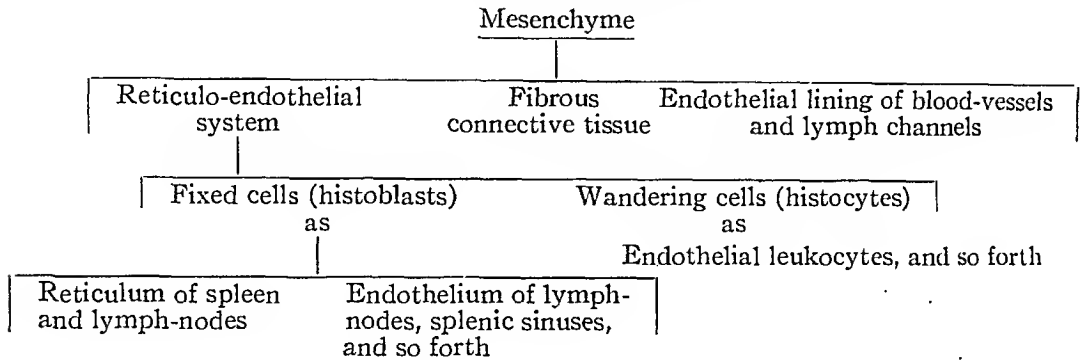 Mesenchyme
Reticulo-endothelial
system
Fibrous
connective tissue
Endothelial lining of blood-vessels
and lymph channels
Fixed cells (histoblasts)
as
Wandering cells (histocytes)
as
Endothelial leukocytes, and so forth
Reticulum of spleen
and lymph-nodes
Endothelium of lymph-
nodes, splenic sinuses,
and so forth